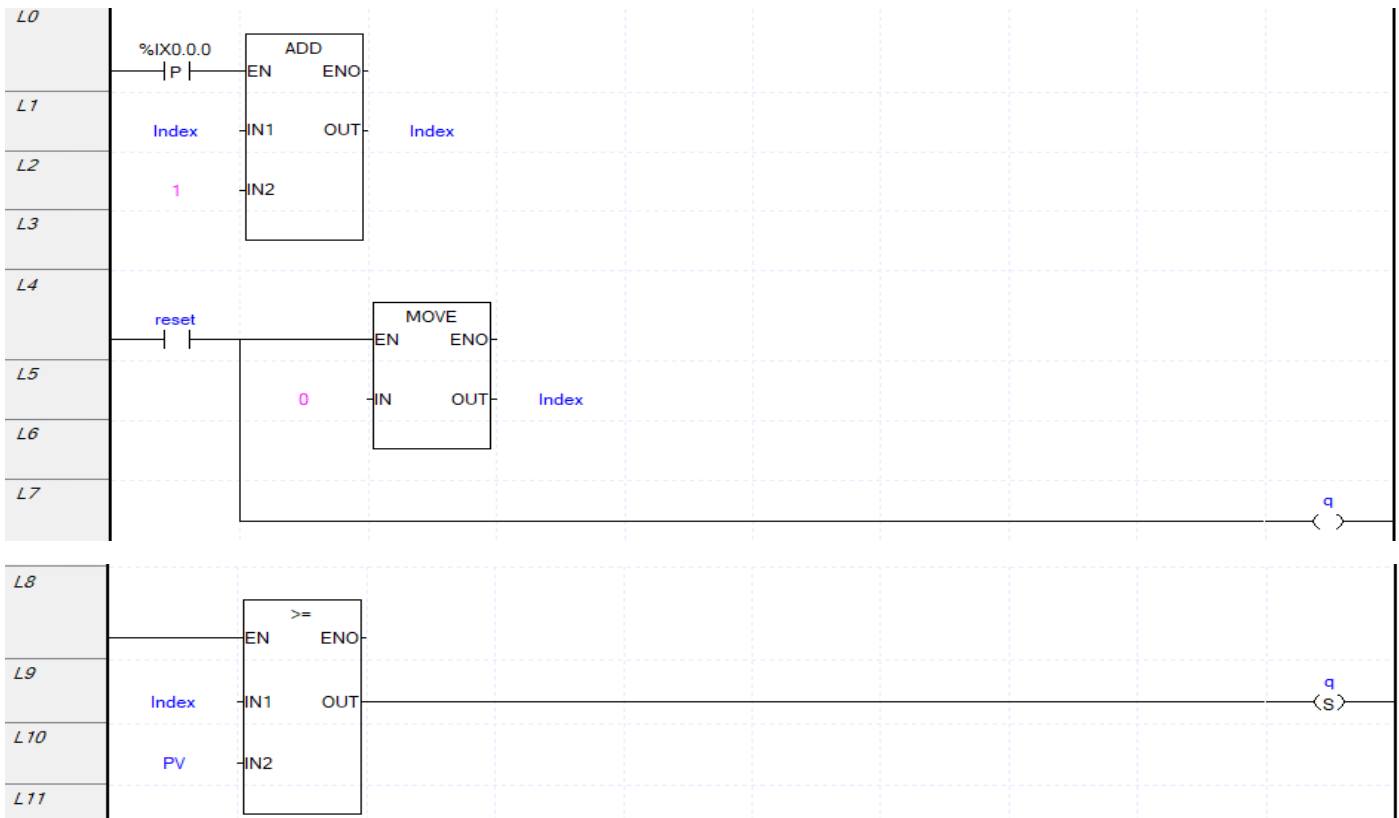 L0
%IX0.0.0
ADD
P
EN ENO
L1
Index IN1 OUT Index
L2
1 IN2
L3
L4
reset
MOVE
EN ENO
L5
0 IN OUT Index
L6
L7
q
L8
>=
EN ENO
L9
q
Index IN1 OUT S
L10
PV IN2
L11